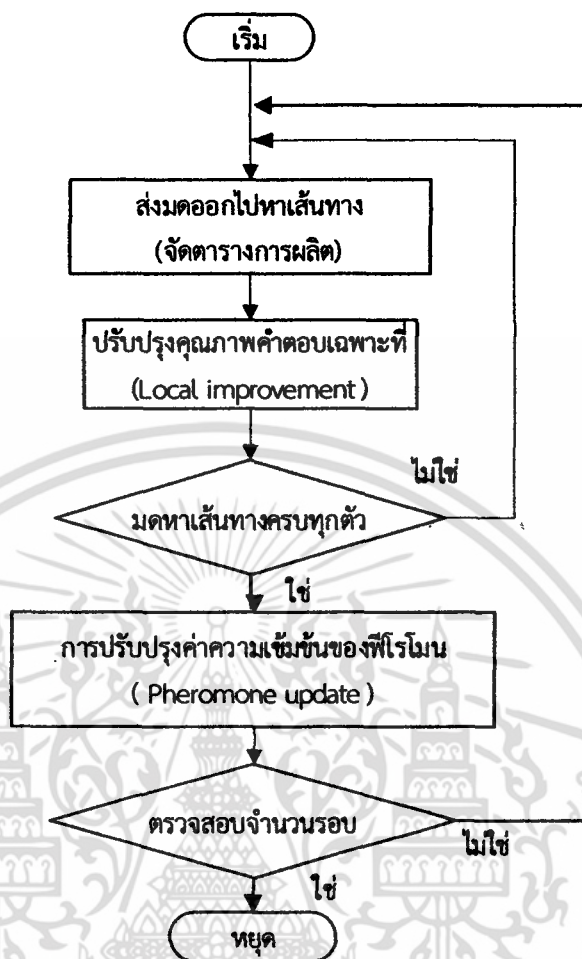 เริ่ม
ส่งมดออกไปหาเส้นทาง
(จัดตารางการผลิต)
ปรับปรุงคุณภาพคำตอบเฉพาะที่
(Local improvement)
ไม่ใช่
มดหาเส้นทางครบทุกตัว
ใช่
การปรับปรุงค่าความเข้มข้นของฟีโรโมน
( Pheromone update )
ตรวจสอบจำนวนรอบ
ไม่ใช่
ใช่
หยุด